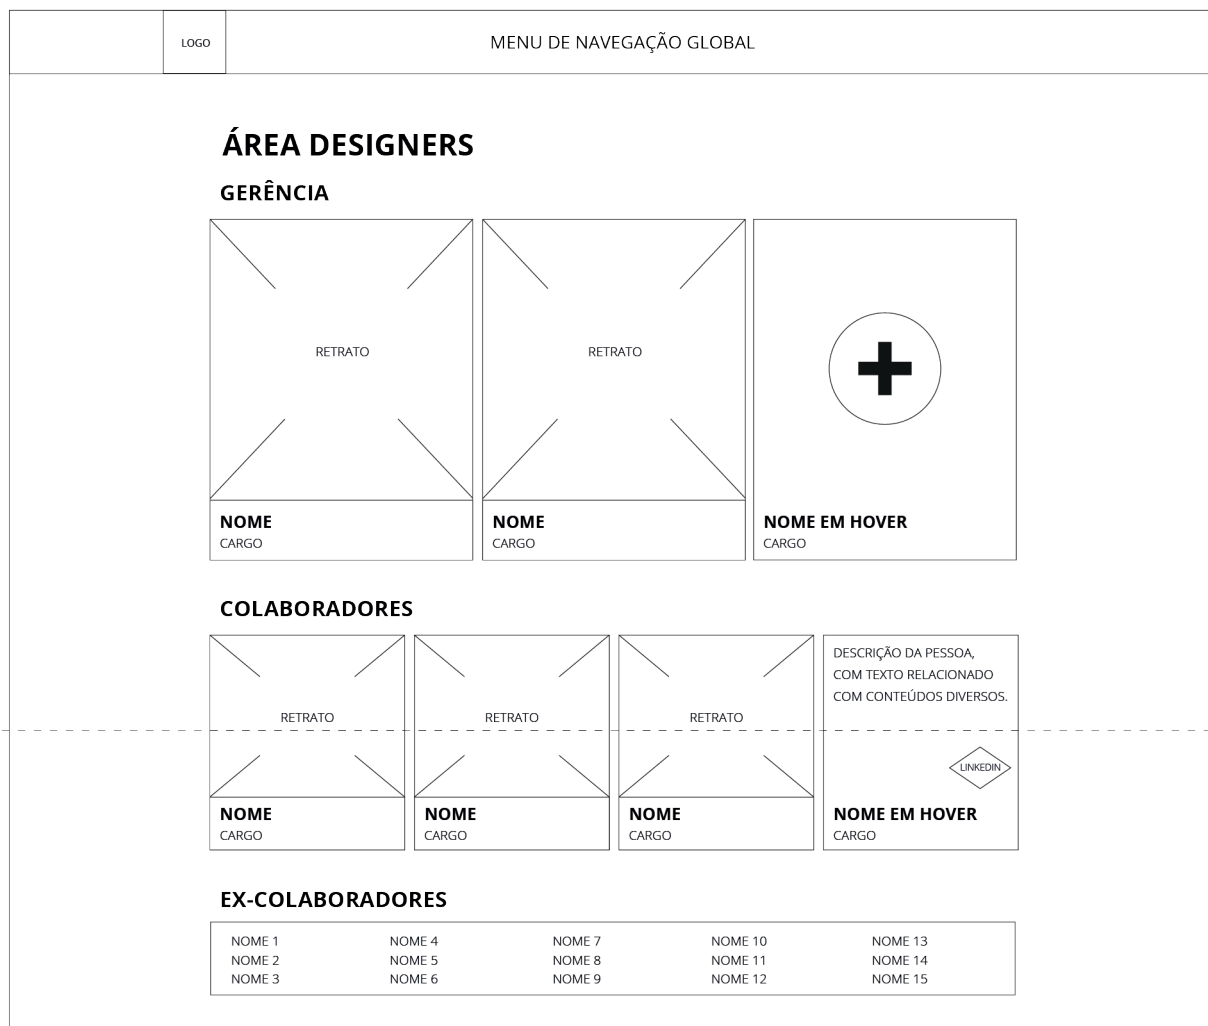 LOGO
MENU DE NAVEGAÇÃO GLOBAL
ÁREA DESIGNERS
GERÊNCIA
RETRATO
NOME
CARGO
RETRATO
NOME
CARGO
NOME EM HOVER
CARGO
COLABORADORES
RETRATO
NOME
CARGO
RETRATO
NOME
CARGO
RETRATO
NOME
CARGO
DESCRIÇÃO DA PESSOA,
COM TEXTO RELACIONADO
COM CONTEÚDOS DIVERSOS.
LINKEDIN
NOME EM HOVER
CARGO
EX-COLABORADORES
NOME 1
NOME 2
NOME 3
NOME 4
NOME 5
NOME 6
NOME 7
NOME 8
NOME 9
NOME 10
NOME 11
NOME 12
NOME 13
NOME 14
NOME 15